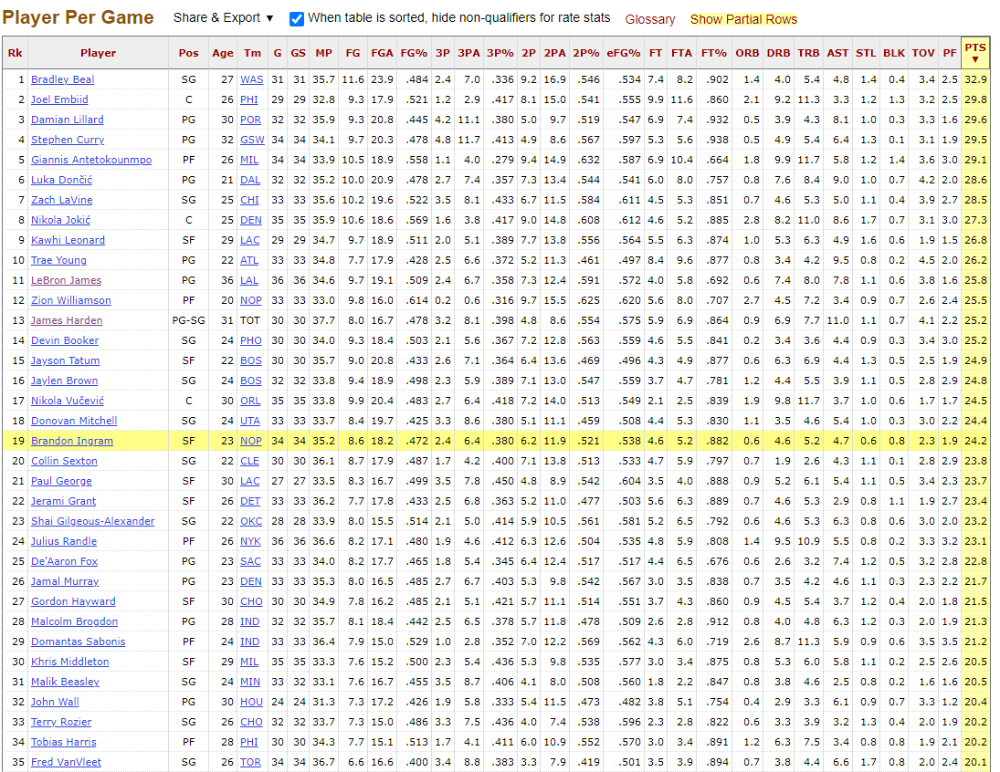 Player Per Game Share & Export ▼ When table is sorted, hide non-qualifiers for rate stats Glossary Show Partial Rows
Rk Player Pos Age Tm G GS MP FG FGA FG% 3P 3PA 3P% 2P 2PA 2P% eFG% FT FTA FT% ORB DRB TRB AST STL BLK TOV PF PTS ▼
1 Bradley Beal SG 27 WAS 31 31 35.7 11.6 23.9 .484 2.4 7.0 .336 9.2 16.9 .546 .534 7.4 8.2 .902 1.4 4.0 5.4 4.8 1.4 0.4 3.4 2.5 32.9
2 Joel Embiid C 26 PHI 29 29 32.8 9.3 17.9 .521 1.2 2.9 .417 8.1 15.0 .541 .555 9.9 11.6 .860 2.1 9.2 11.3 3.3 1.2 1.3 3.2 2.5 29.8
3 Damian Lillard PG 30 POR 32 32 35.9 9.3 20.8 .445 4.2 11.1 .380 5.0 9.7 .519 .547 6.9 7.4 .932 0.5 3.9 4.3 8.1 1.0 0.3 3.3 1.6 29.6
4 Stephen Curry PG 32 GSW 34 34 34.1 9.7 20.3 .478 4.8 11.7 .413 4.9 8.6 .567 .597 5.3 5.6 .938 0.5 4.9 5.4 6.4 1.3 0.1 3.1 1.9 29.5
5 Giannis Antetokounmpo PF 26 MIL 34 34 33.9 10.5 18.9 .558 1.1 4.0 .279 9.4 14.9 .632 .587 6.9 10.4 .664 1.8 9.9 11.7 5.8 1.2 1.4 3.6 3.0 29.1
6 Luka Dončić PG 21 DAL 32 32 35.2 10.0 20.9 .478 2.7 7.4 .357 7.3 13.4 .544 .541 6.0 8.0 .757 0.8 7.6 8.4 9.0 1.0 0.7 4.2 2.0 28.6
7 Zach LaVine SG 25 CHI 33 33 35.6 10.2 19.6 .522 3.5 8.1 .433 6.7 11.5 .584 .611 4.5 5.3 .851 0.7 4.6 5.3 5.0 1.1 0.4 3.9 2.7 28.5
8 Nikola Jokić C 25 DEN 35 35 35.9 10.6 18.6 .569 1.6 3.8 .417 9.0 14.8 .608 .612 4.6 5.2 .885 2.8 8.2 11.0 8.6 1.7 0.7 3.1 3.0 27.3
9 Kawhi Leonard SF 29 LAC 29 29 34.7 9.7 18.9 .511 2.0 5.1 .389 7.7 13.8 .556 .564 5.5 6.3 .874 1.0 5.3 6.3 4.9 1.6 0.6 1.9 1.5 26.8
10 Trae Young PG 22 ATL 33 33 34.8 7.7 17.9 .428 2.5 6.6 .372 5.2 11.3 .461 .497 8.4 9.6 .877 0.8 3.4 4.2 9.5 0.8 0.2 4.5 2.0 26.2
11 LeBron James PG 36 LAL 36 36 34.6 9.7 19.1 .509 2.4 6.7 .358 7.3 12.4 .591 .572 4.0 5.8 .692 0.6 7.4 8.0 7.8 1.1 0.6 3.8 1.6 25.8
12 Zion Williamson PF 20 NOP 33 33 33.0 9.8 16.0 .614 0.2 0.6 .316 9.7 15.5 .625 .620 5.6 8.0 .707 2.7 4.5 7.2 3.4 0.9 0.7 2.6 2.4 25.5
13 James Harden PG-SG 31 TOT 30 30 37.7 8.0 16.7 .478 3.2 8.1 .398 4.8 8.6 .554 .575 5.9 6.9 .864 0.9 6.9 7.7 11.0 1.1 0.7 4.1 2.2 25.2
14 Devin Booker SG 24 PHO 30 30 34.0 9.3 18.4 .503 2.1 5.6 .367 7.2 12.8 .563 .559 4.6 5.5 .841 0.2 3.4 3.6 4.4 0.9 0.3 3.4 3.0 25.2
15 Jayson Tatum SF 22 BOS 30 30 35.7 9.0 20.8 .433 2.6 7.1 .364 6.4 13.6 .469 .496 4.3 4.9 .877 0.6 6.3 6.9 4.4 1.3 0.5 2.5 1.9 24.9
16 Jaylen Brown SG 24 BOS 32 32 33.8 9.4 18.9 .498 2.3 5.9 .389 7.1 13.0 .547 .559 3.7 4.7 .781 1.2 4.4 5.5 3.9 1.1 0.5 2.8 2.9 24.8
17 Nikola Vučević C 30 ORL 35 35 33.8 9.9 20.4 .483 2.7 6.4 .418 7.2 14.0 .513 .549 2.1 2.5 .839 1.9 9.8 11.7 3.7 1.0 0.6 1.7 1.7 24.5
18 Donovan Mitchell SG 24 UTA 33 33 33.7 8.4 19.7 .425 3.3 8.6 .380 5.1 11.1 .459 .508 4.4 5.3 .830 1.1 3.5 4.6 5.4 1.0 0.3 3.0 2.2 24.4
19 Brandon Ingram SF 23 NOP 34 34 35.2 8.6 18.2 .472 2.4 6.4 .380 6.2 11.9 .521 .538 4.6 5.2 .882 0.6 4.6 5.2 4.7 0.6 0.8 2.3 1.9 24.2
20 Collin Sexton SG 22 CLE 30 30 36.1 8.7 17.9 .487 1.7 4.2 .400 7.1 13.8 .513 .533 4.7 5.9 .797 0.7 1.9 2.6 4.3 1.1 0.1 2.8 2.9 23.8
21 Paul George SF 30 LAC 27 27 33.5 8.3 16.7 .499 3.5 7.8 .450 4.8 8.9 .542 .604 3.5 4.0 .888 0.9 5.2 6.1 5.4 1.1 0.5 3.4 2.3 23.7
22 Jerami Grant SF 26 DET 33 33 36.2 7.7 17.8 .433 2.5 6.8 .363 5.2 11.0 .477 .503 5.6 6.3 .889 0.7 4.6 5.3 2.9 0.8 1.1 1.9 2.7 23.4
23 Shai Gilgeous-Alexander SG 22 OKC 28 28 33.9 8.0 15.5 .514 2.1 5.0 .414 5.9 10.5 .561 .581 5.2 6.5 .792 0.6 4.6 5.3 6.3 0.8 0.6 3.0 2.0 23.2
24 Julius Randle PF 26 NYK 36 36 36.6 8.2 17.1 .480 1.9 4.6 .412 6.3 12.6 .504 .535 4.8 5.9 .808 1.4 9.5 10.9 5.5 0.8 0.2 3.3 3.2 23.1
25 De'Aaron Fox PG 23 SAC 33 33 34.0 8.2 17.7 .465 1.8 5.4 .345 6.4 12.4 .517 .517 4.4 6.5 .676 0.6 2.6 3.2 7.4 1.2 0.5 3.2 2.8 22.8
26 Jamal Murray PG 23 DEN 33 33 35.3 8.0 16.5 .485 2.7 6.7 .403 5.3 9.8 .542 .567 3.0 3.5 .838 0.7 3.5 4.2 4.6 1.1 0.3 2.3 2.2 21.7
27 Gordon Hayward SF 30 CHO 30 30 34.9 7.8 16.2 .485 2.1 5.1 .421 5.7 11.1 .514 .551 3.7 4.3 .860 0.9 4.5 5.4 3.7 1.2 0.4 2.0 1.8 21.5
28 Malcolm Brogdon PG 28 IND 32 32 35.7 8.1 18.4 .442 2.5 6.5 .378 5.7 11.8 .478 .509 2.6 2.8 .912 0.8 4.0 4.8 6.3 1.2 0.3 2.0 1.9 21.3
29 Domantas Sabonis PF 24 IND 33 33 36.4 7.9 15.0 .529 1.0 2.8 .352 7.0 12.2 .569 .562 4.3 6.0 .719 2.6 8.7 11.3 5.9 0.9 0.6 3.5 3.5 21.2
30 Khris Middleton SF 29 MIL 35 35 33.3 7.6 15.2 .500 2.3 5.4 .436 5.3 9.8 .535 .577 3.0 3.4 .875 0.8 5.3 6.0 5.8 1.1 0.2 2.5 2.6 20.5
31 Malik Beasley SG 24 MIN 33 32 33.1 7.6 16.7 .455 3.5 8.7 .406 4.1 8.0 .508 .560 1.8 2.2 .847 0.8 3.8 4.6 2.5 0.8 0.2 1.6 1.6 20.5
32 John Wall PG 30 HOU 24 24 31.3 7.3 17.2 .426 1.9 5.8 .333 5.4 11.5 .473 .482 3.8 5.1 .754 0.4 2.9 3.3 6.1 0.9 0.7 3.3 1.2 20.4
33 Terry Rozier SG 26 CHO 32 32 33.7 7.3 15.0 .486 3.3 7.5 .436 4.0 7.4 .538 .596 2.3 2.8 .822 0.6 3.3 3.9 3.2 1.3 0.4 2.0 1.9 20.2
34 Tobias Harris PF 28 PHI 30 30 34.3 7.7 15.1 .513 1.7 4.1 .411 6.0 10.9 .552 .570 3.0 3.4 .891 1.2 6.3 7.5 3.4 0.8 0.8 1.9 2.1 20.2
35 Fred VanVleet SG 26 TOR 34 34 36.7 6.6 16.6 .400 3.4 8.8 .383 3.3 7.9 .419 .501 3.5 3.9 .894 0.7 3.8 4.4 6.6 1.7 0.8 2.0 2.4 20.1